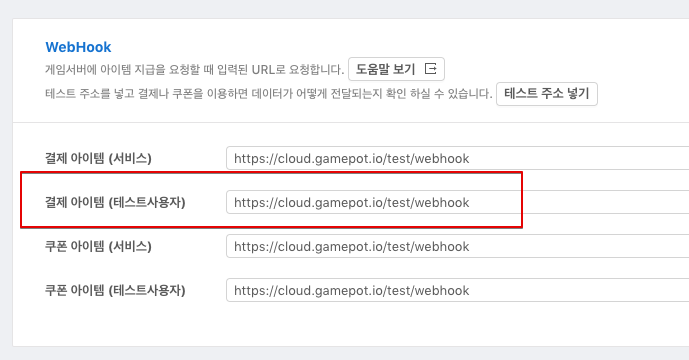 WebHook
게임서버에 아이템 지급을 요청할 때 입력된 URL로 요청합니다. 도움말 보기
테스트 주소를 넣고 결제나 쿠폰을 이용하면 데이터가 어떻게 전달되는지 확인 하실 수 있습니다. 테스트 주소 넣기
결제 아이템 (서비스) https://cloud.gamepot.io/test/webhook
결제 아이템 (테스트사용자) https://cloud.gamepot.io/test/webhook
쿠폰 아이템 (서비스) https://cloud.gamepot.io/test/webhook
쿠폰 아이템 (테스트사용자) https://cloud.gamepot.io/test/webhook